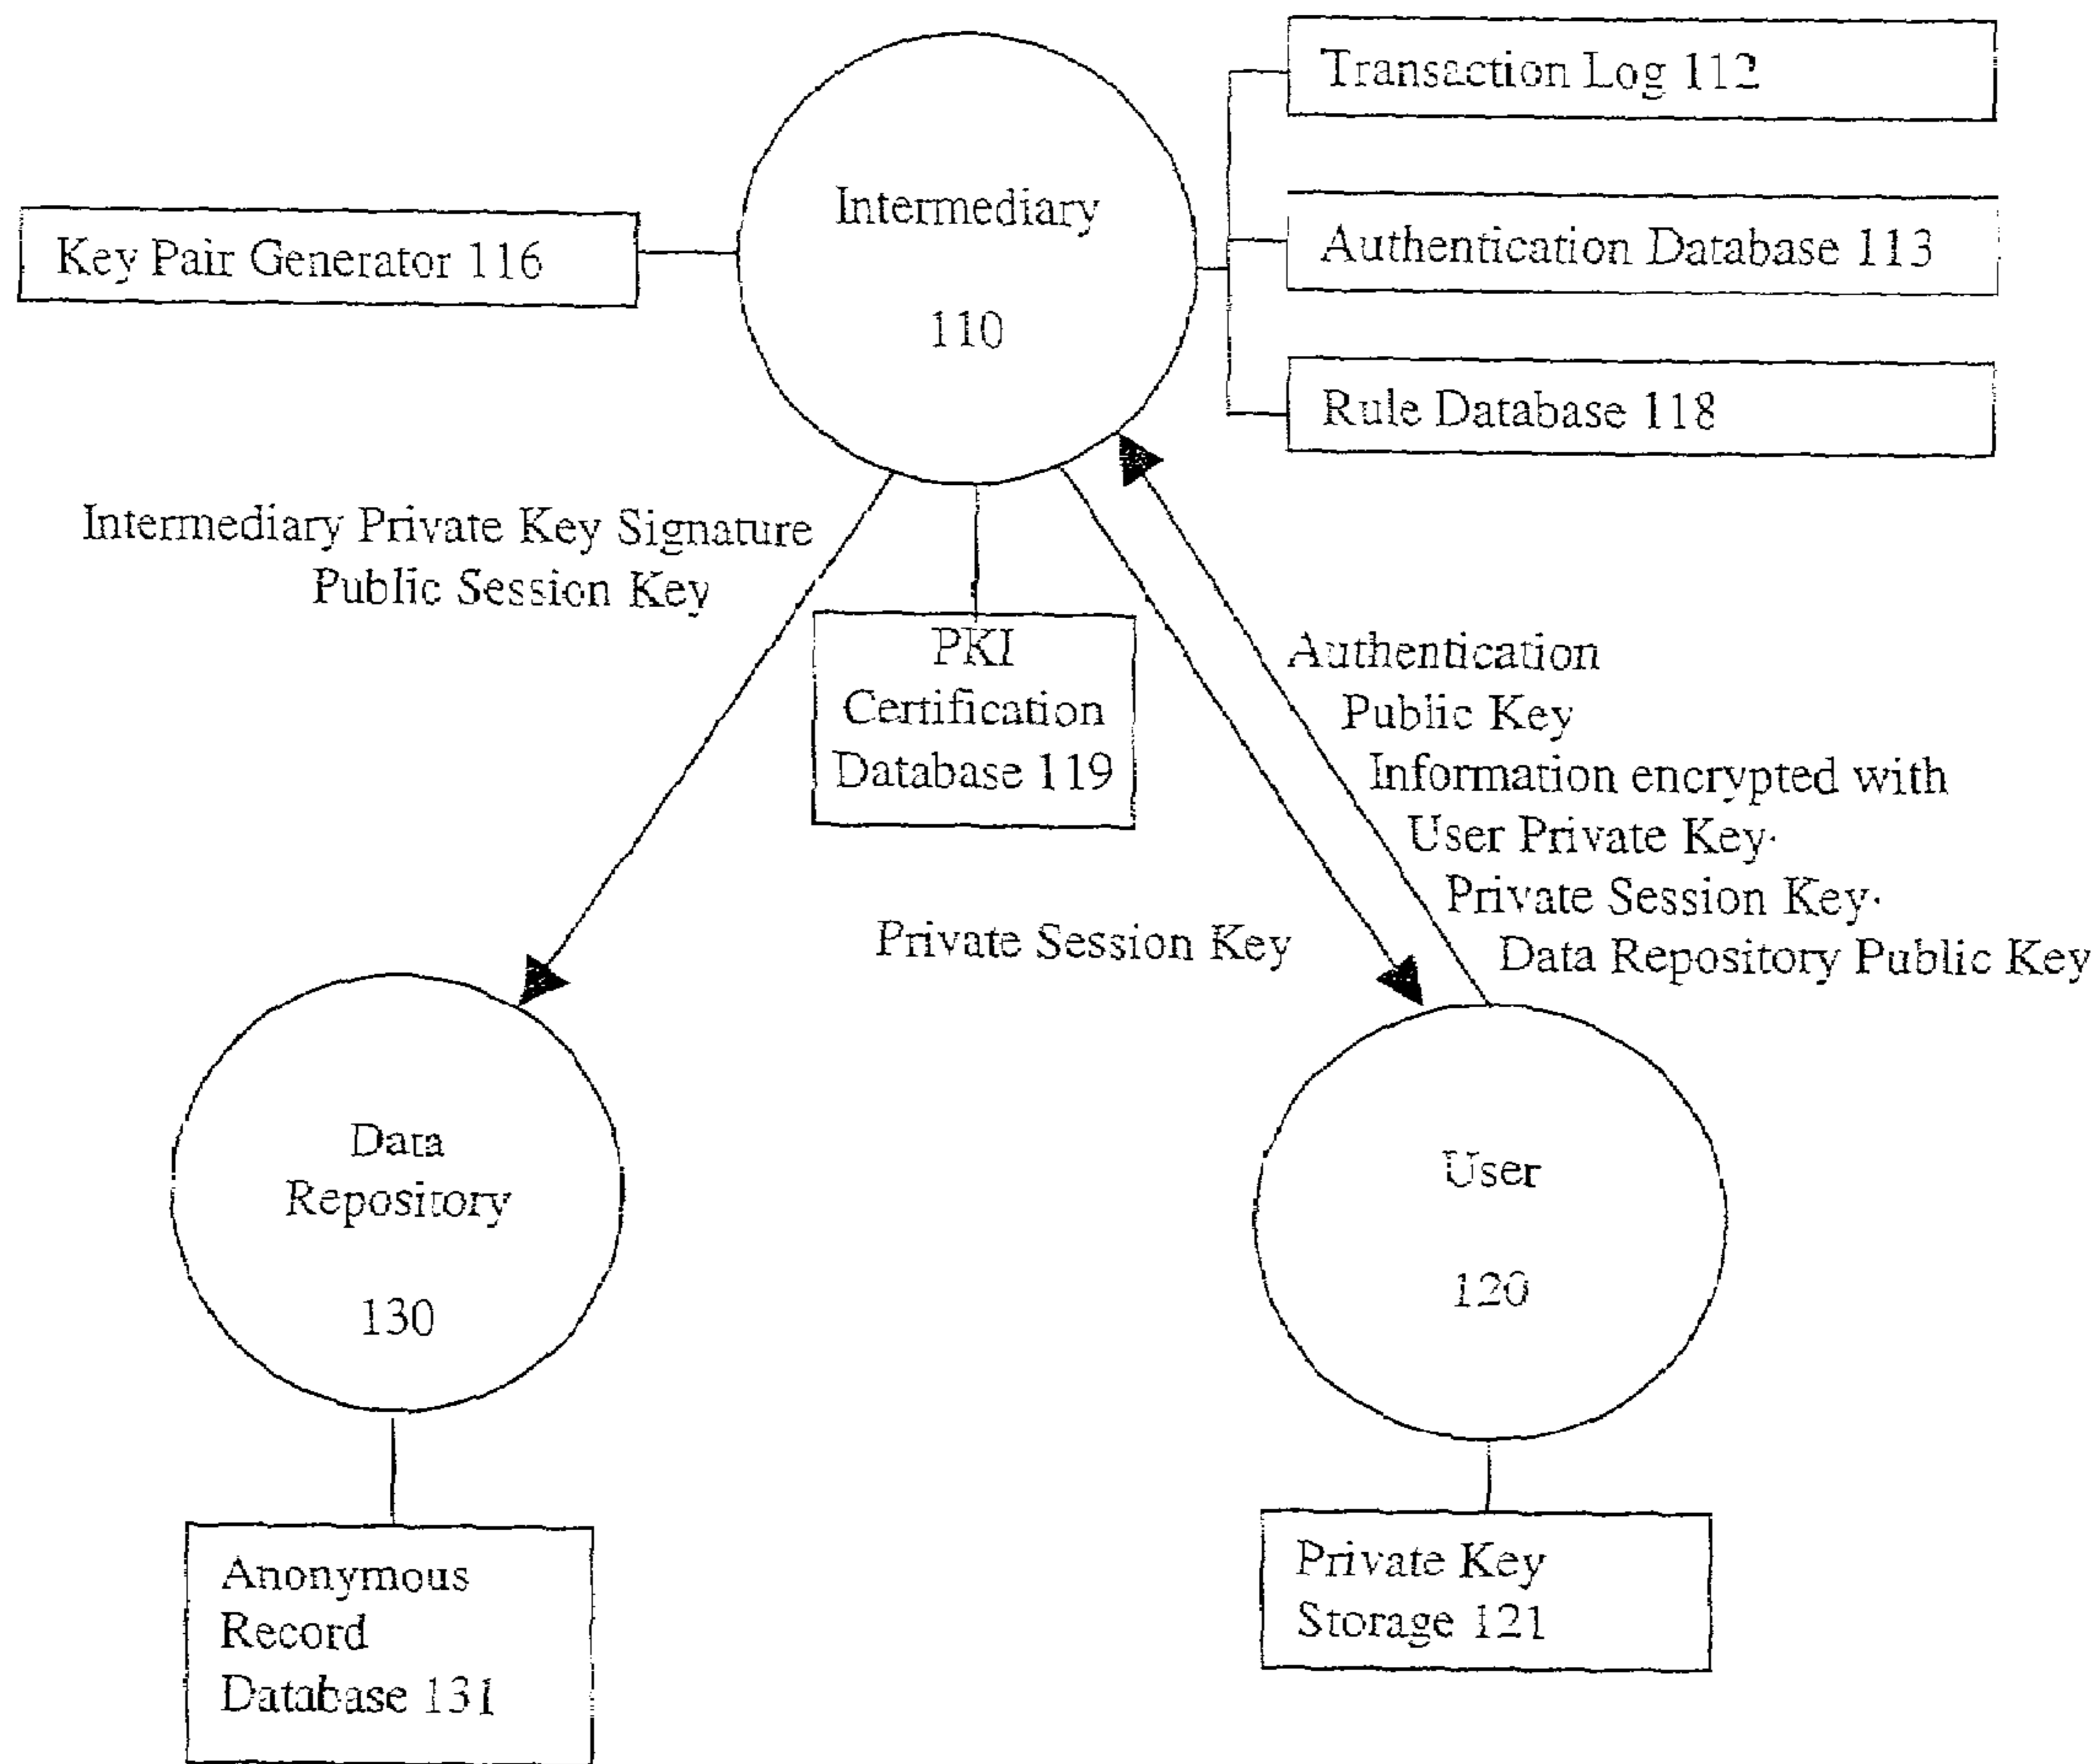 Transaction Log 112
Intermediary
110
Key Pair Generator 116
Authentication Database 113
Rule Database 118
Intermediary Private Key Signature
Public Session Key
PKI
Certification
Database 119
Authentication
Public Key
Information encrypted with
User Private Key·
Private Session Key·
Data Repository Public Key
Private Session Key
Data
Repository
130
User
120
Anonymous
Record
Database 131
Private Key
Storage 121